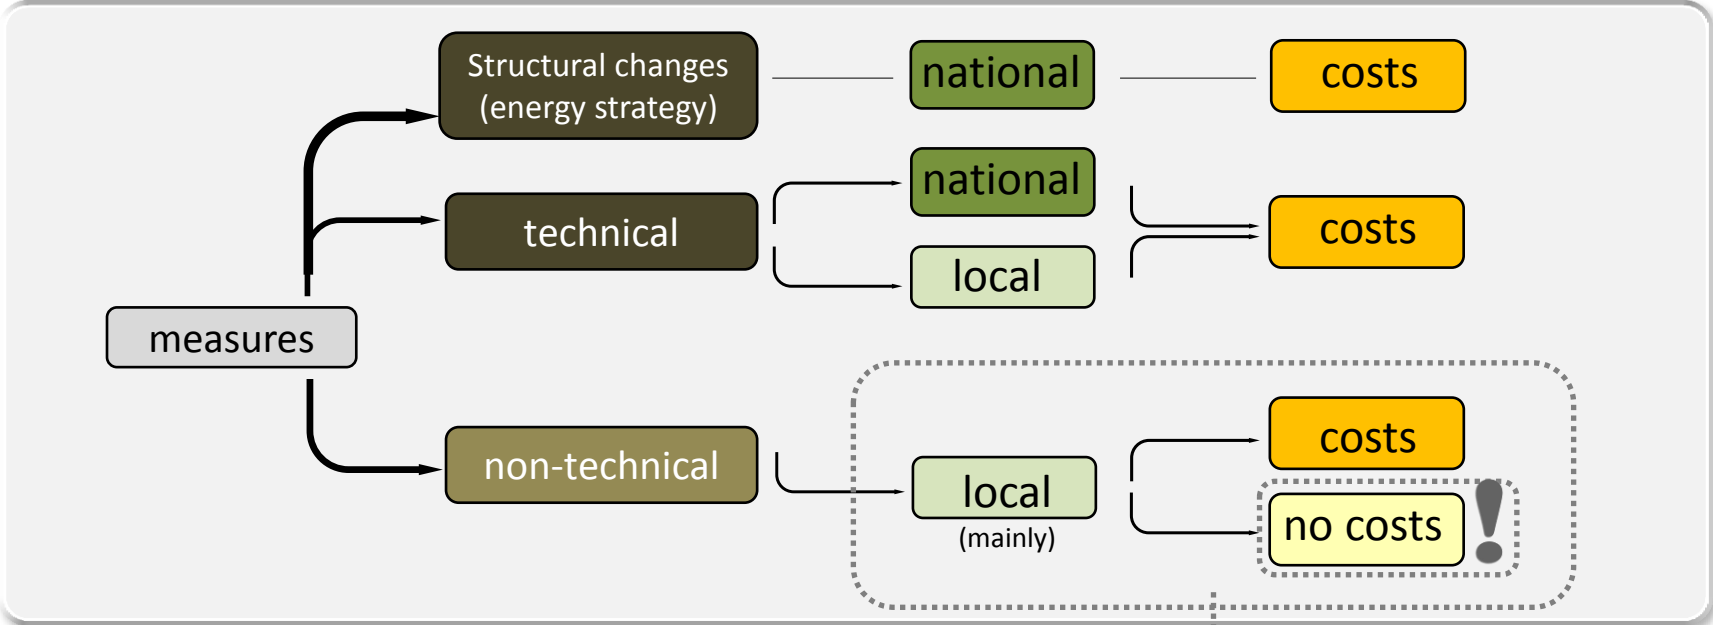 Structural changes
(energy strategy)
national
costs
national
technical
costs
local
measures
costs
non-technical
local
(mainly)
no costs
!